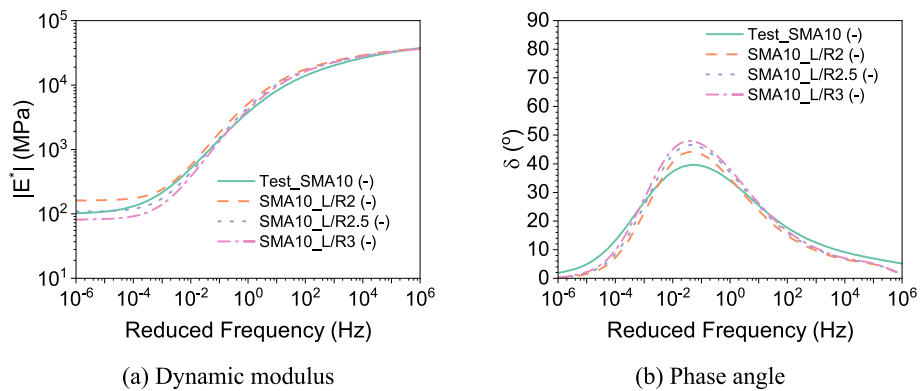 10^5
10^4
10^3
10^2
10^1
|E*| (MPa)
Test_SMA10 (-)
SMA10_L/R2 (-)
SMA10_L/R2.5 (-)
SMA10_L/R3 (-)
10^-6 10^-4 10^-2 10^0 10^2 10^4 10^6
Reduced Frequency (Hz)
(a) Dynamic modulus
90
80
70
60
50
40
30
20
10
0
δ (°)
Test_SMA10 (-)
SMA10_L/R2 (-)
SMA10_L/R2.5 (-)
SMA10_L/R3 (-)
10^-6 10^-4 10^-2 10^0 10^2 10^4 10^6
Reduced Frequency (Hz)
(b) Phase angle